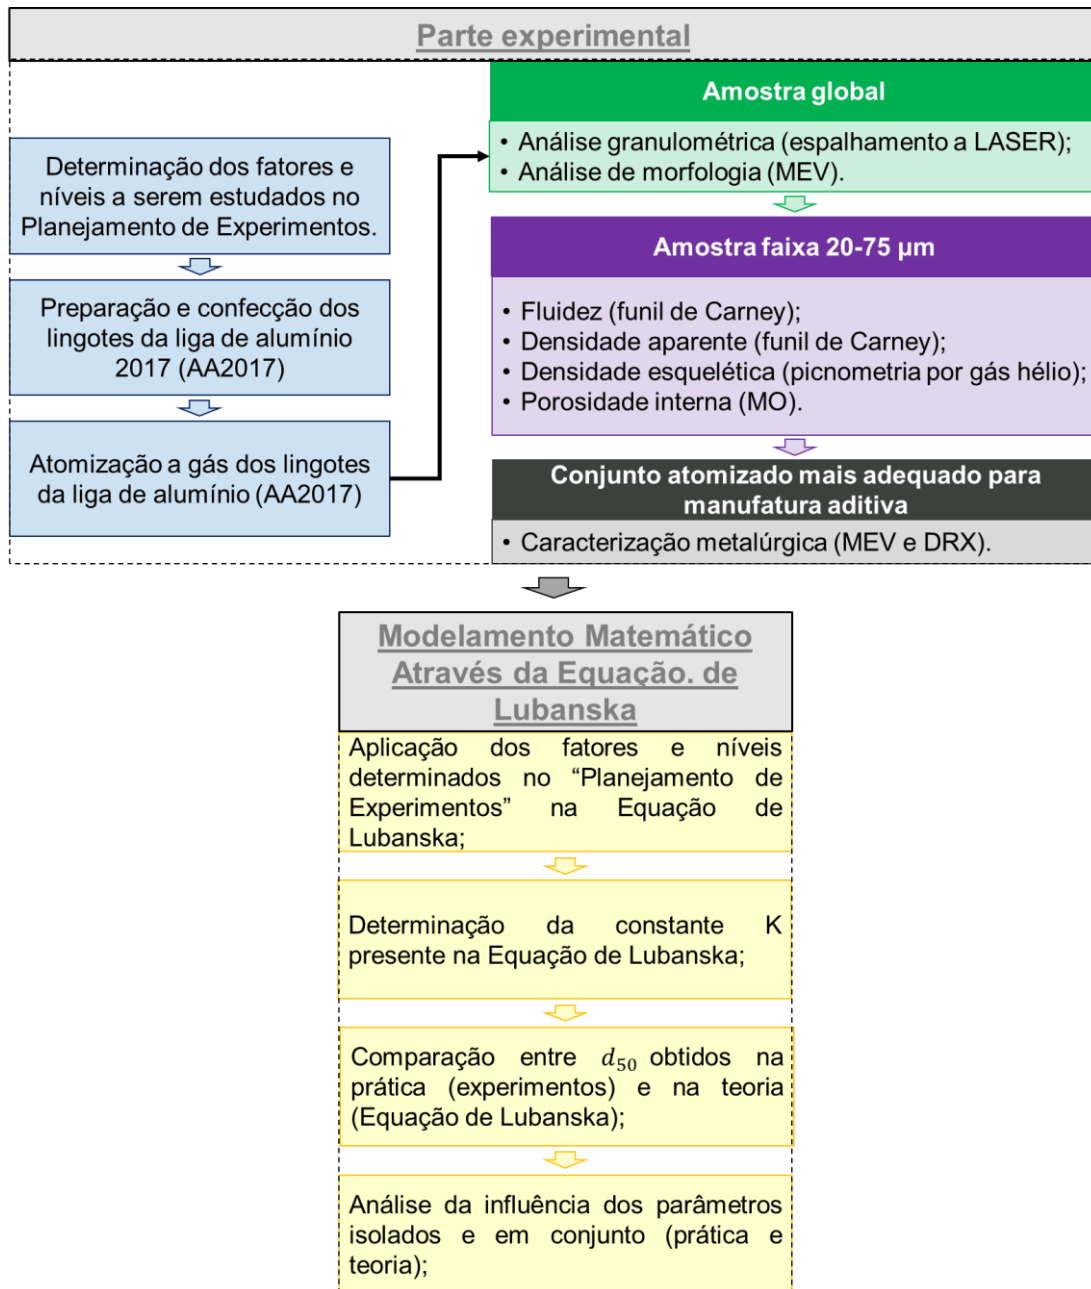 Parte experimental
Determinação dos fatores e
níveis a serem estudados no
Planejamento de Experimentos.
Preparação e confecção dos
lingotes da liga de alumínio
2017 (AA2017)
Atomização a gás dos lingotes
da liga de alumínio (AA2017)
Amostra global
• Análise granulométrica (espalhamento a LASER);
• Análise de morfologia (MEV).
Amostra faixa 20-75 µm
• Fluidez (funil de Carney);
• Densidade aparente (funil de Carney);
• Densidade esquelética (picnometria por gás hélio);
• Porosidade interna (MO).
Conjunto atomizado mais adequado para
manufatura aditiva
• Caracterização metalúrgica (MEV e DRX).
Modelamento Matemático
Através da Equação. de
Lubanska
Aplicação dos fatores e níveis
determinados no “Planejamento de
Experimentos” na Equação de
Lubanska;
Determinação da constante K
presente na Equação de Lubanska;
Comparação entre d₅₀ obtidos na
prática (experimentos) e na teoria
(Equação de Lubanska);
Análise da influência dos parâmetros
isolados e em conjunto (prática e
teoria);